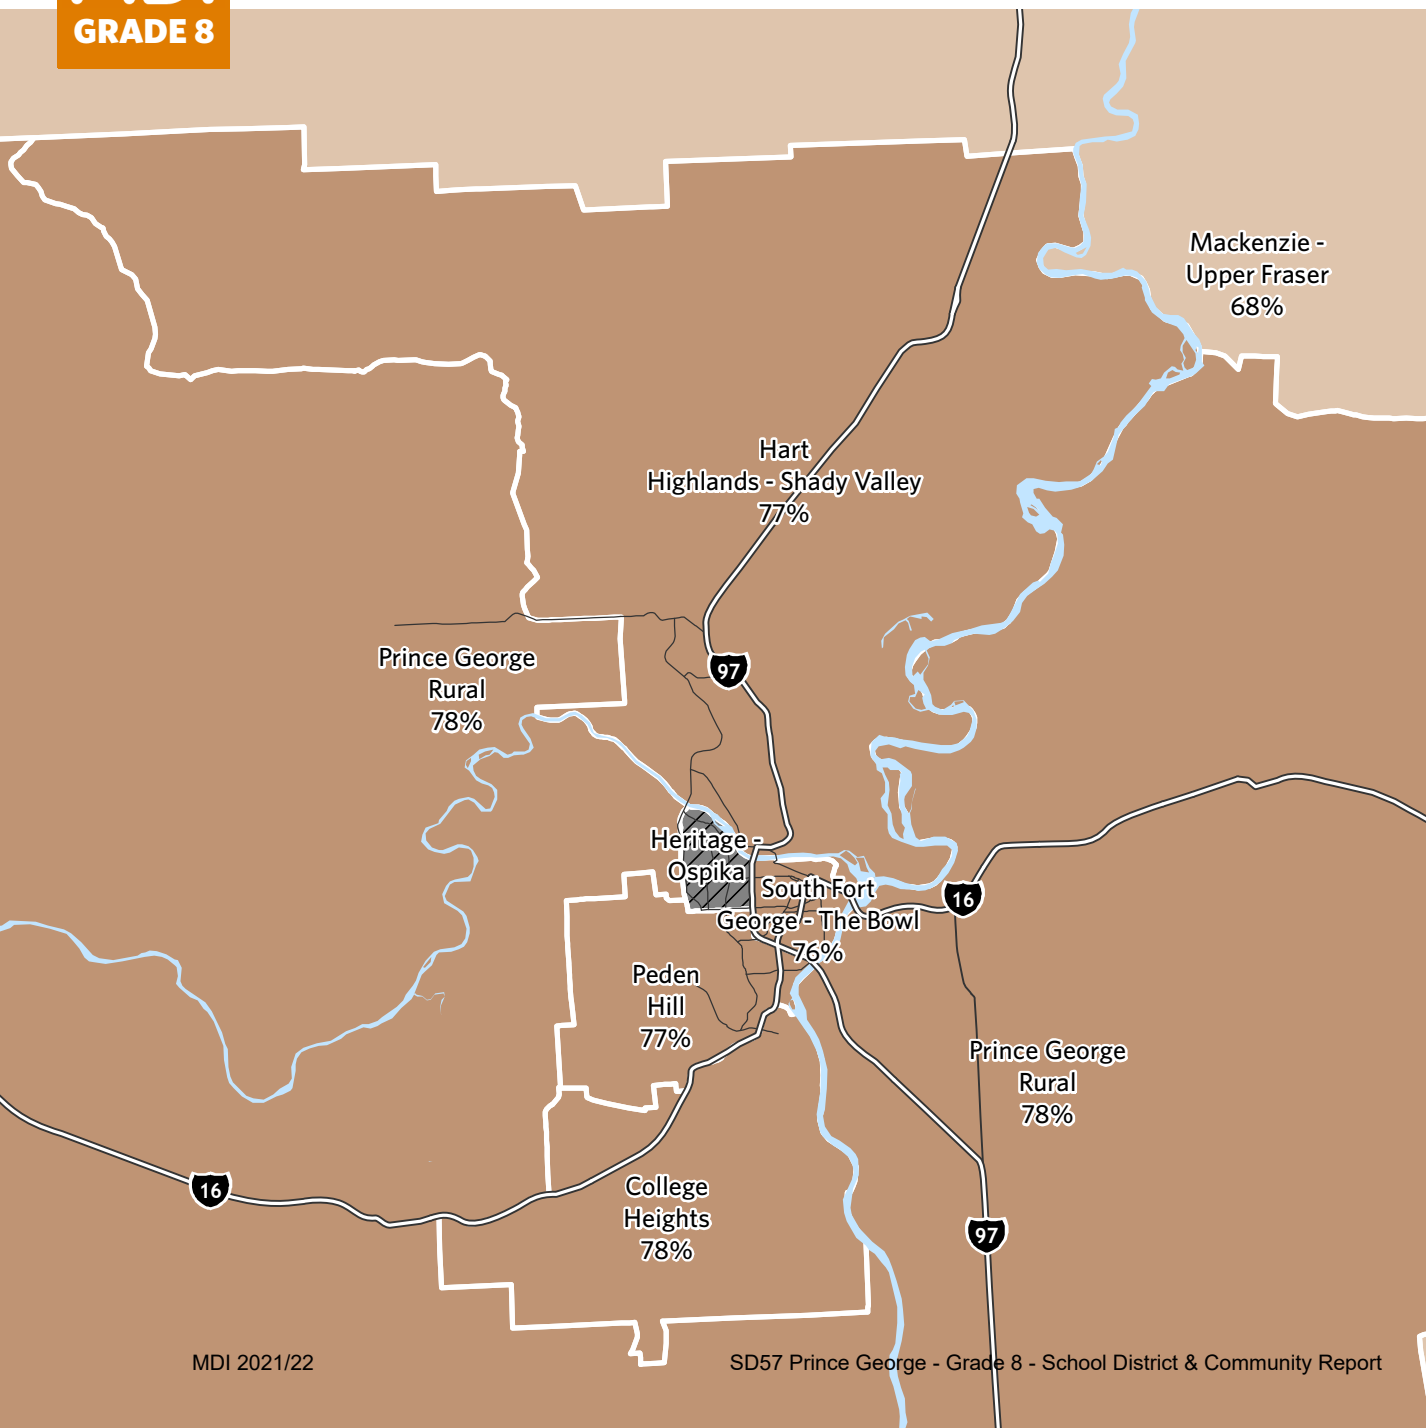 GRADE 8
Mackenzie -
Upper Fraser
68%
Hart
Highlands - Shady Valley
77%
Prince George
Rural
78%
97
Heritage -
Ospika
South Fort
George - The Bowl
76%
16
Peden
Hill
77%
Prince George
Rural
78%
16
College
Heights
78%
97
MDI 2021/22
SD57 Prince George - Grade 8 - School District & Community Report